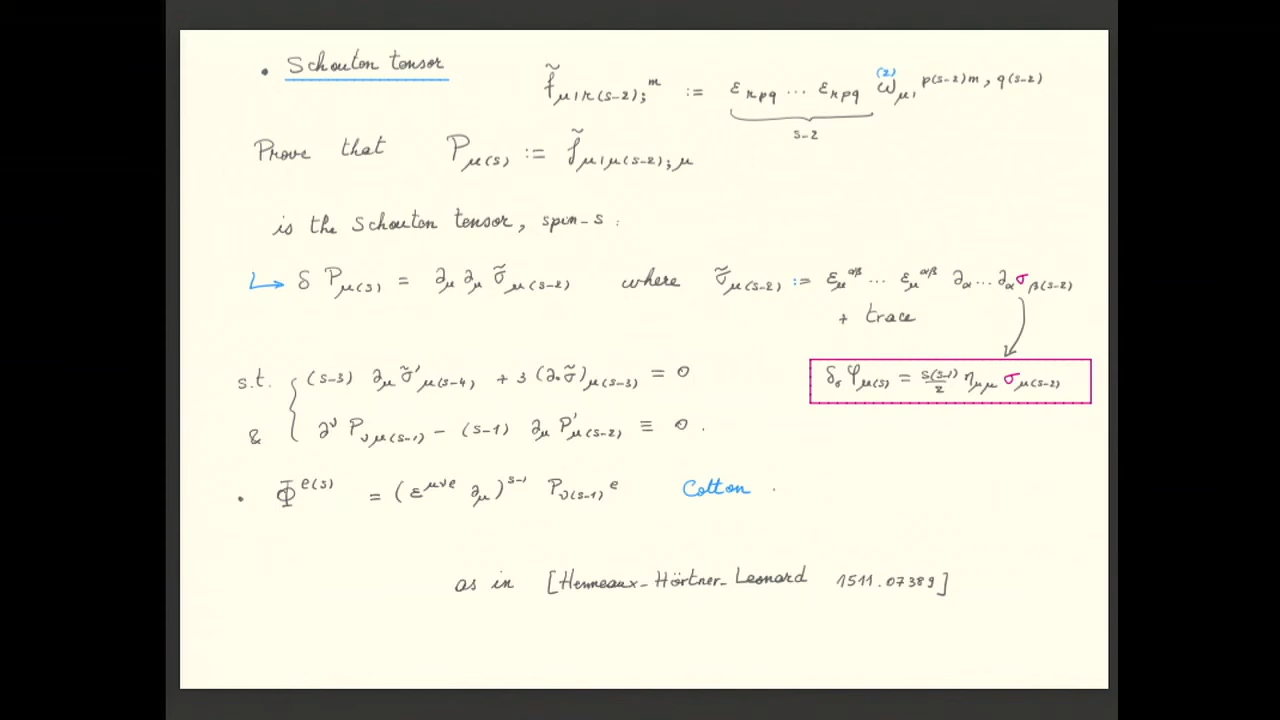 • Schouten tensor
f̃_{μ|r(s-2);}^m := ε_{rpq} ... ε_{rpq} ω^{(2)}_{μ|}^{p(s-2)m, q(s-2)}
s-2
Prove that P_{μ(s)} := f̃_{μ|μ(s-2);μ}
is the Schouten tensor, spin-s :
↳ δ P_{μ(s)} = ∂_μ ∂_μ σ̃_{μ(s-2)} where σ̃_{μ(s-2)} := ε_μ^{αβ} ... ε_μ^{αβ} ∂_α ... ∂_α σ_{β(s-2)}
+ trace
s.t. { (s-3) ∂_μ σ̃'_{μ(s-4)} + 3 (∂·σ̃)_{μ(s-3)} = 0
δ_σ φ_{μ(s)} = s(s-1)/2 η_{μμ} σ_{μ(s-2)}
& ∂^ν P_{νμ(s-1)} - (s-1) ∂_μ P'_{μ(s-2)} ≡ 0 .
• Φ^{e(s)} = (ε^{μνe} ∂_μ)^{s-1} P_{ν(s-1)}^e Cotton .
as in [Henneaux-Hörtner-Leonard 1511.07389]